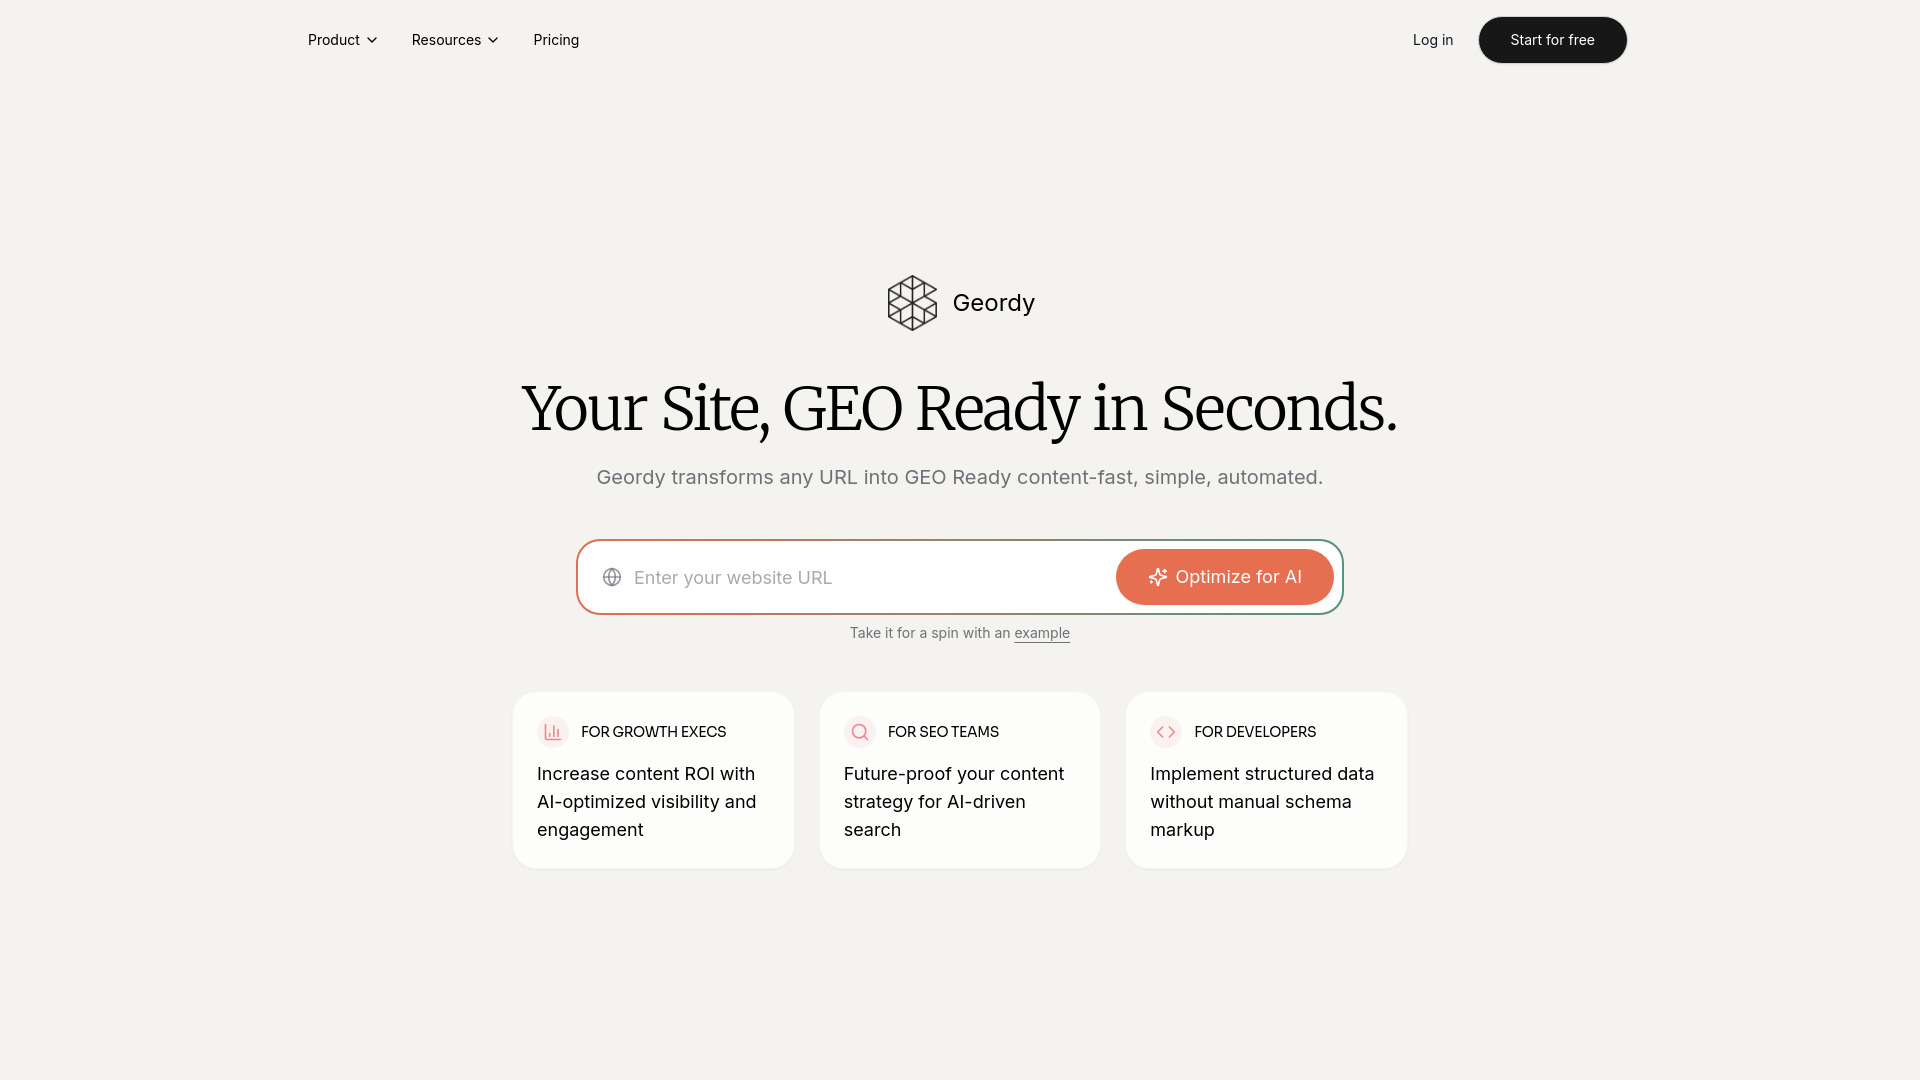 Product
Resources
Pricing
Log in
Start for free
Geordy
Your Site, GEO Ready in Seconds.
Geordy transforms any URL into GEO Ready content-fast, simple, automated.
Enter your website URL
Optimize for AI
Take it for a spin with an example
FOR GROWTH EXECS
Increase content ROI with
AI-optimized visibility and
engagement
FOR SEO TEAMS
Future-proof your content
strategy for AI-driven
search
FOR DEVELOPERS
Implement structured data
without manual schema
markup